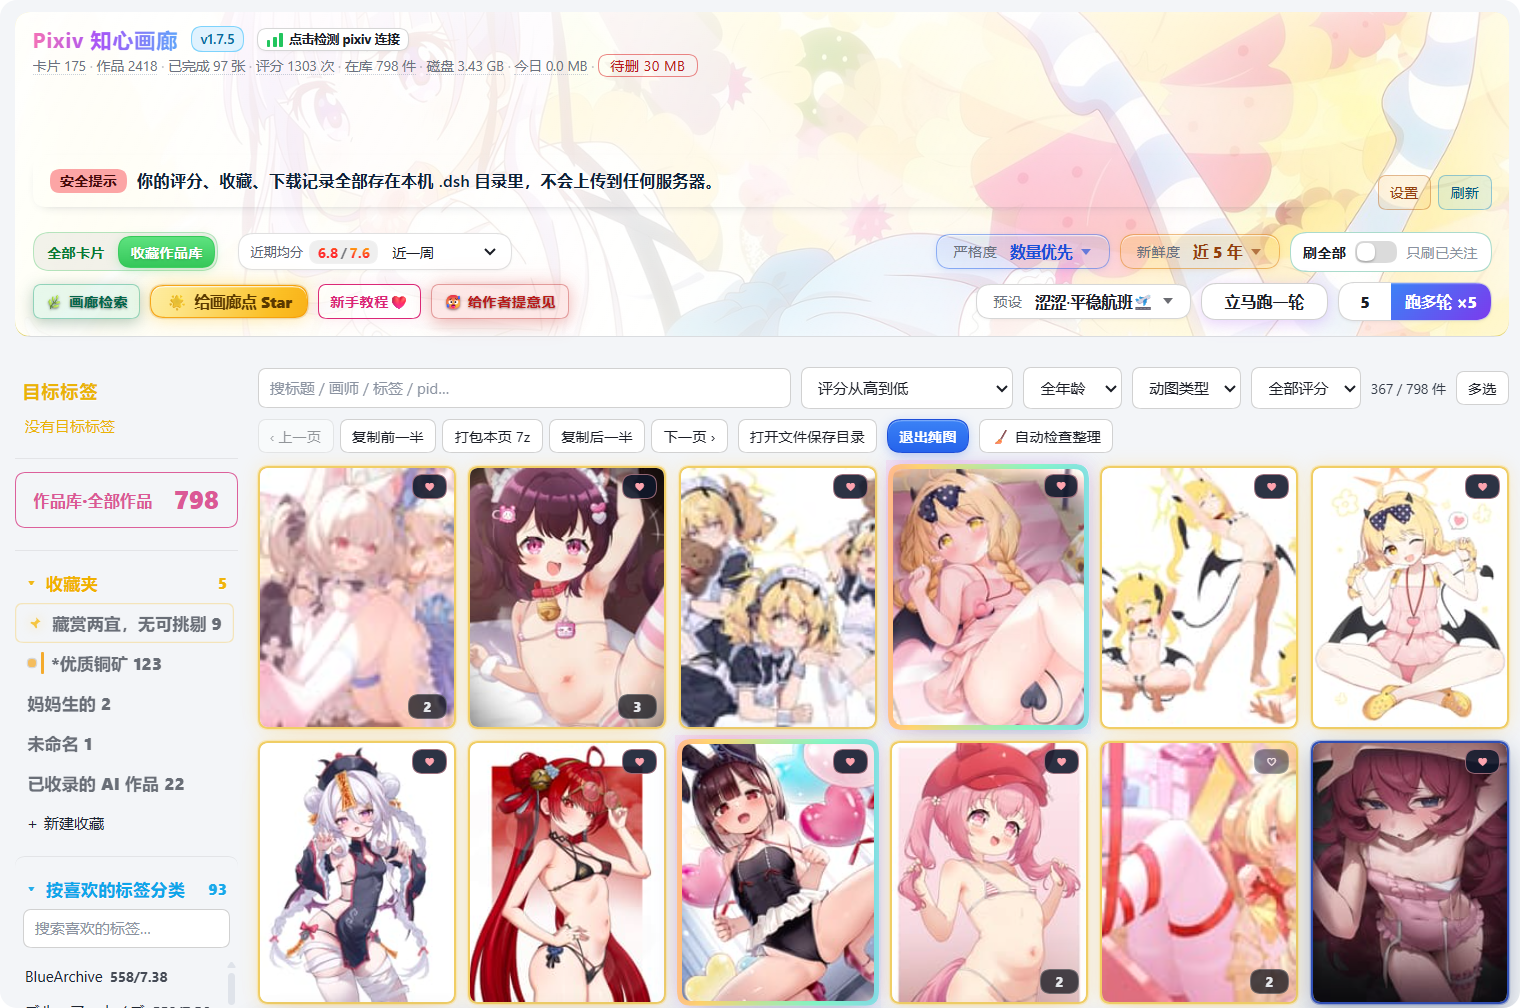 Pixiv 知心画廊 v1.7.5 点击检测 pixiv 连接
卡片 175 · 作品 2418 · 已完成 97 张 · 评分 1303 次 · 在库 798 件 · 磁盘 3.43 GB · 今日 0.0 MB · 待删 30 MB
安全提示 你的评分、收藏、下载记录全部存在本机 .dsh 目录里，不会上传到任何服务器。
设置 刷新
全部卡片 收藏作品库 近期均分 6.8 / 7.6 近一周 严格度 数量优先 新鲜度 近 5 年 刷全部 只刷已关注
画廊检索 给画廊点 Star 新手教程 给作者提意见 预设 涩涩·平稳航班 立马跑一轮 5 跑多轮 ×5
目标标签
没有目标标签
搜标题 / 画师 / 标签 / pid... 评分从高到低 全年龄 动图类型 全部评分 367 / 798 件 多选
‹ 上一页 复制前一半 打包本页 7z 复制后一半 下一页 › 打开文件保存目录 退出纯图 自动检查整理
作品库·全部作品 798
收藏夹 5
藏赏两宜，无可挑剔 9
*优质铜矿 123
妈妈生的 2
未命名 1
已收录的 AI 作品 22
+ 新建收藏
按喜欢的标签分类 93
搜索喜欢的标签...
BlueArchive 558/7.38
2
3
2
2